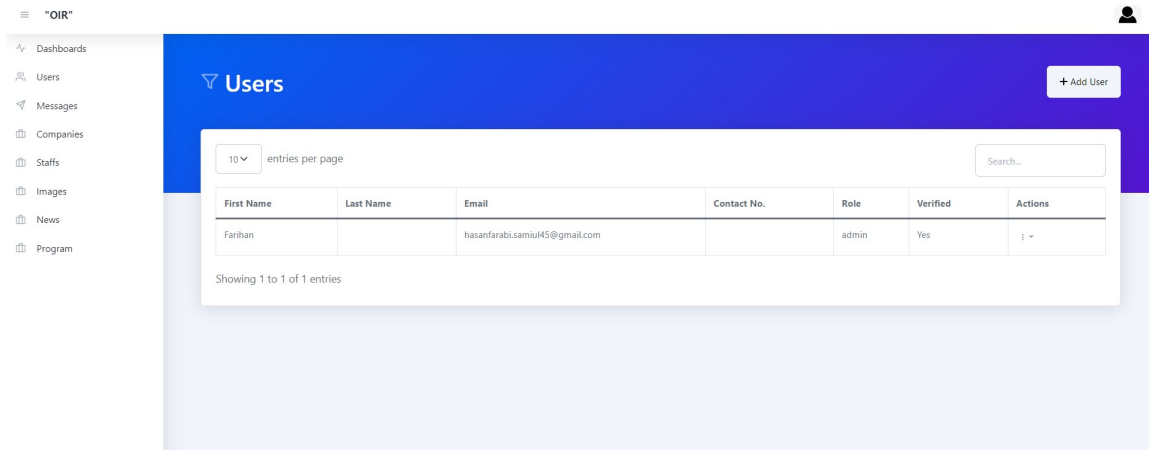 "OIR"
Dashboards
Users
Messages
Companies
Staffs
Images
News
Program
Users
+ Add User
10
entries per page
Search...
First Name Last Name Email Contact No. Role Verified Actions
Farihan hasanfarabi.samiul45@gmail.com admin Yes
Showing 1 to 1 of 1 entries